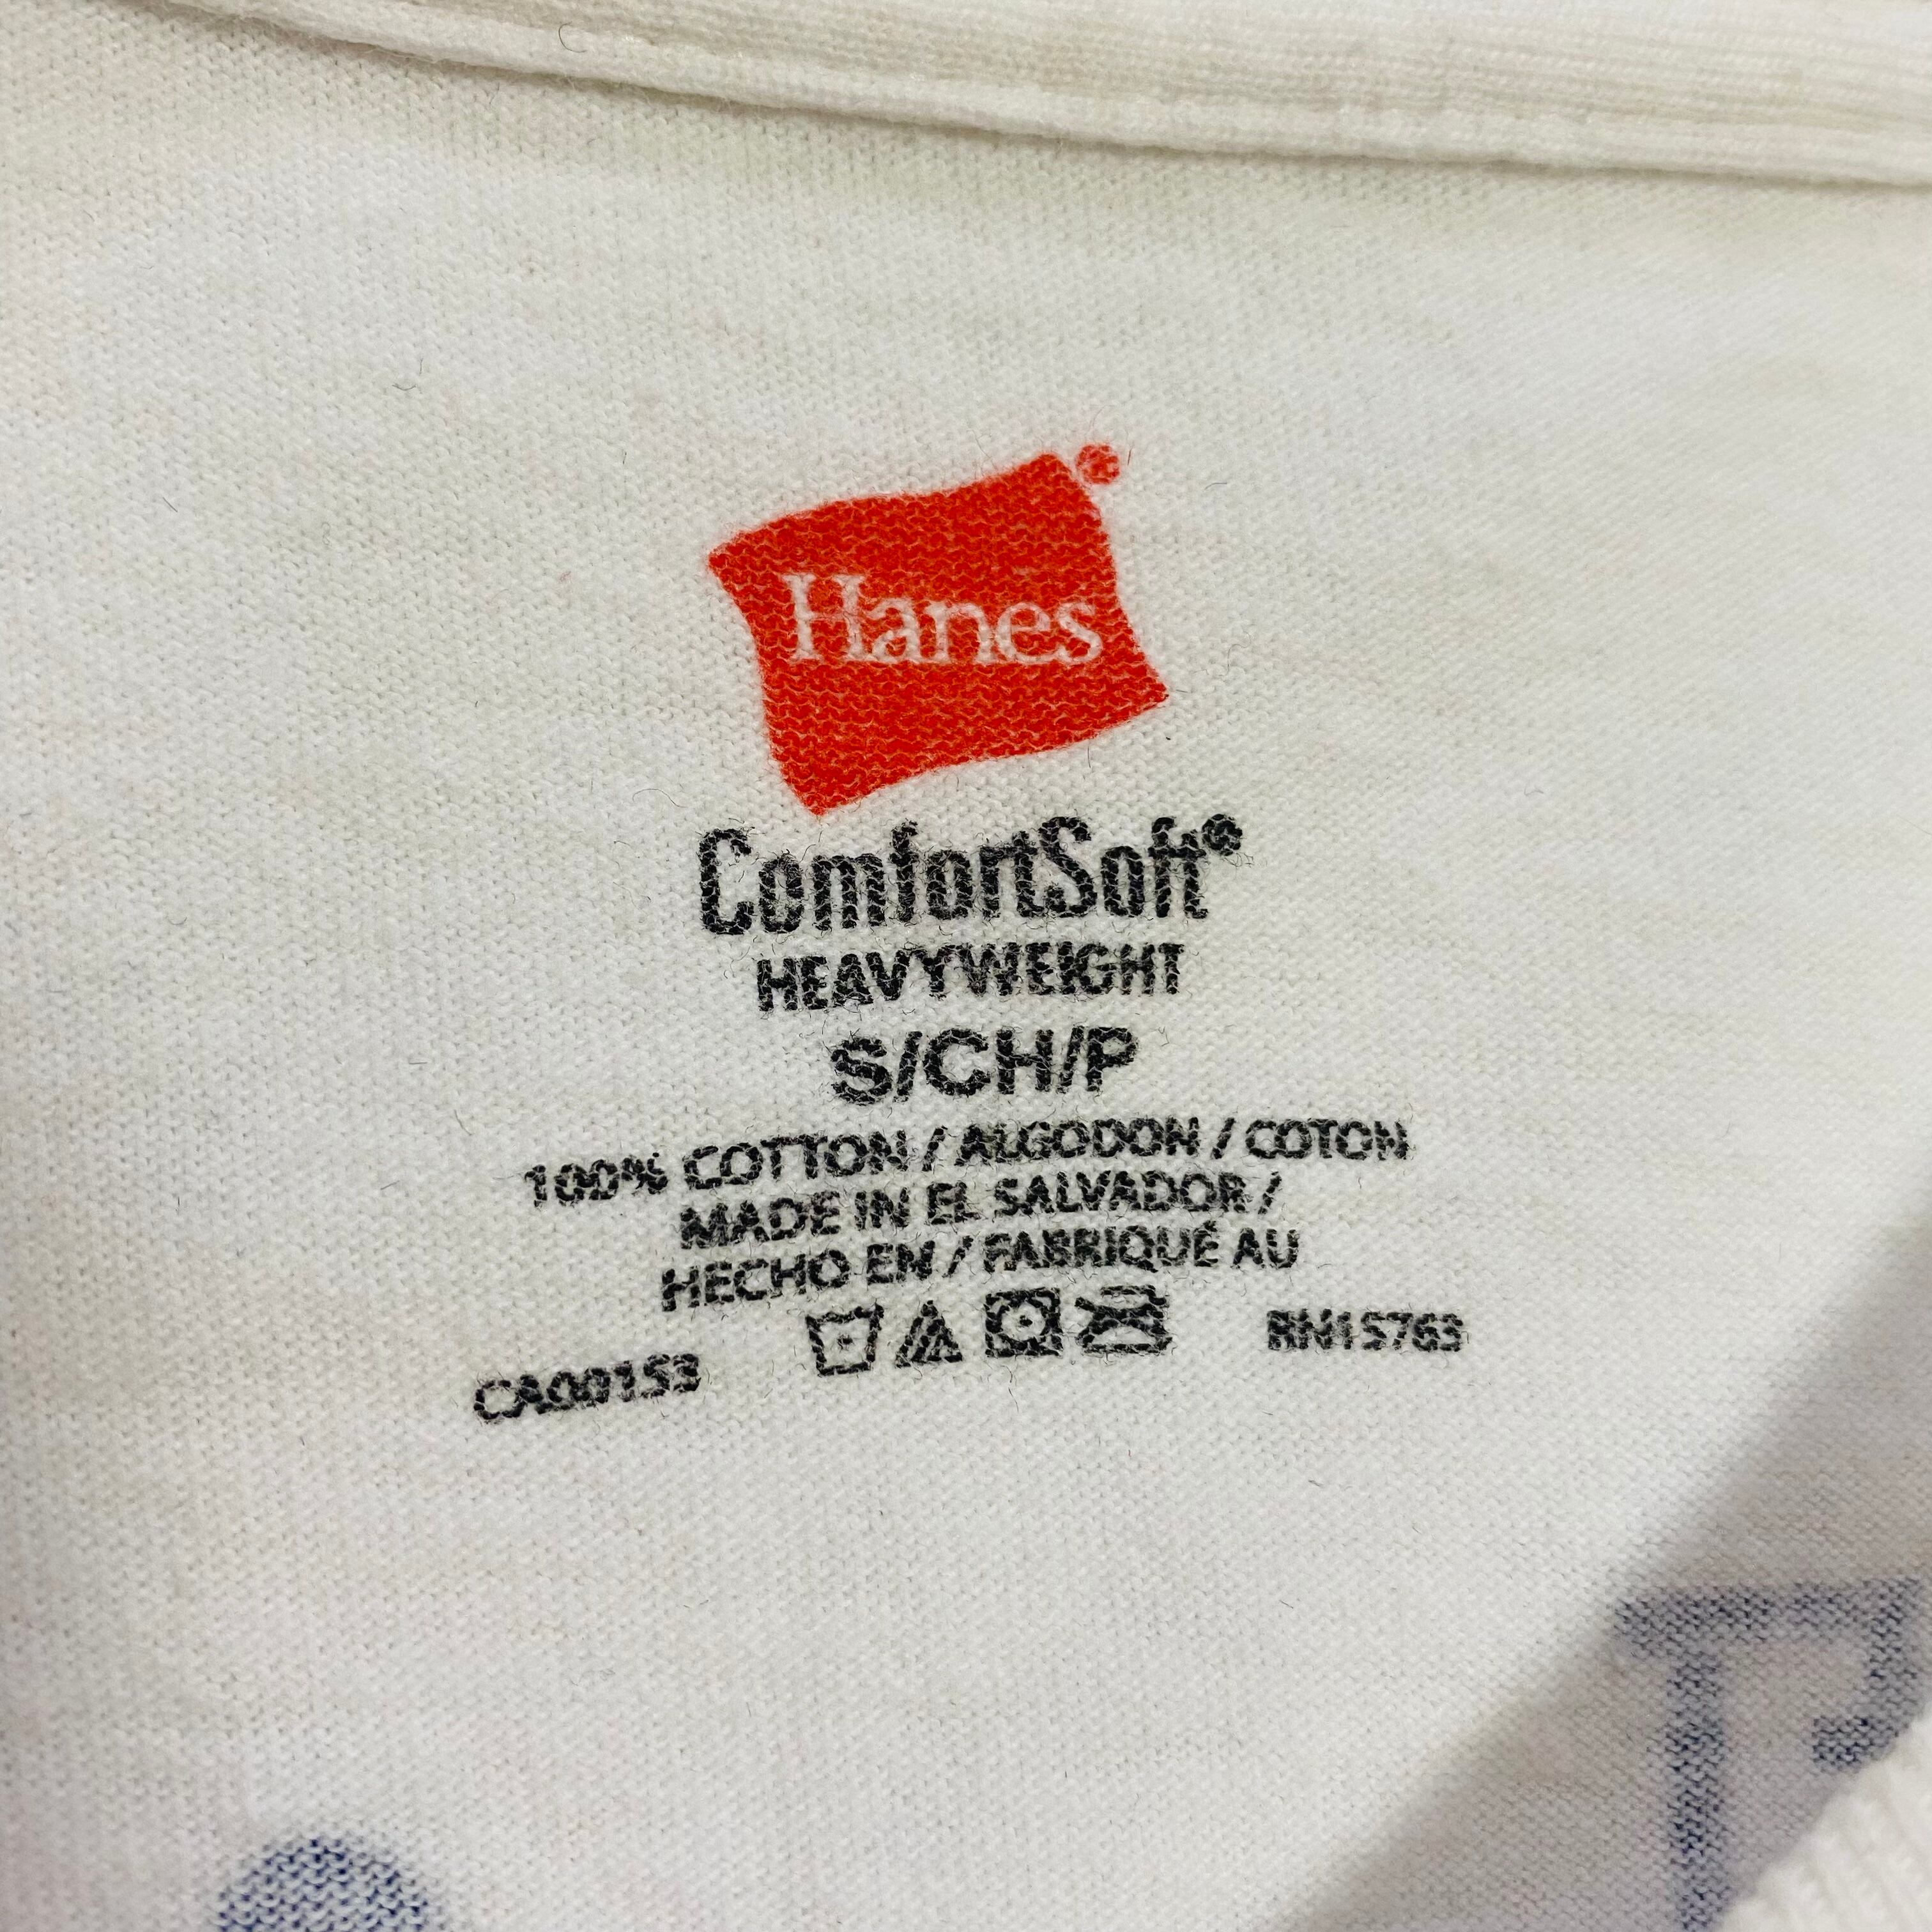 Hanes®
ComfortSoft®
HEAVYWEIGHT
S/CH/P
100% COTTON / ALGODON / COTON
MADE IN EL SALVADOR /
HECHO EN / FABRIQUÉ AU
CA00153
RN15763